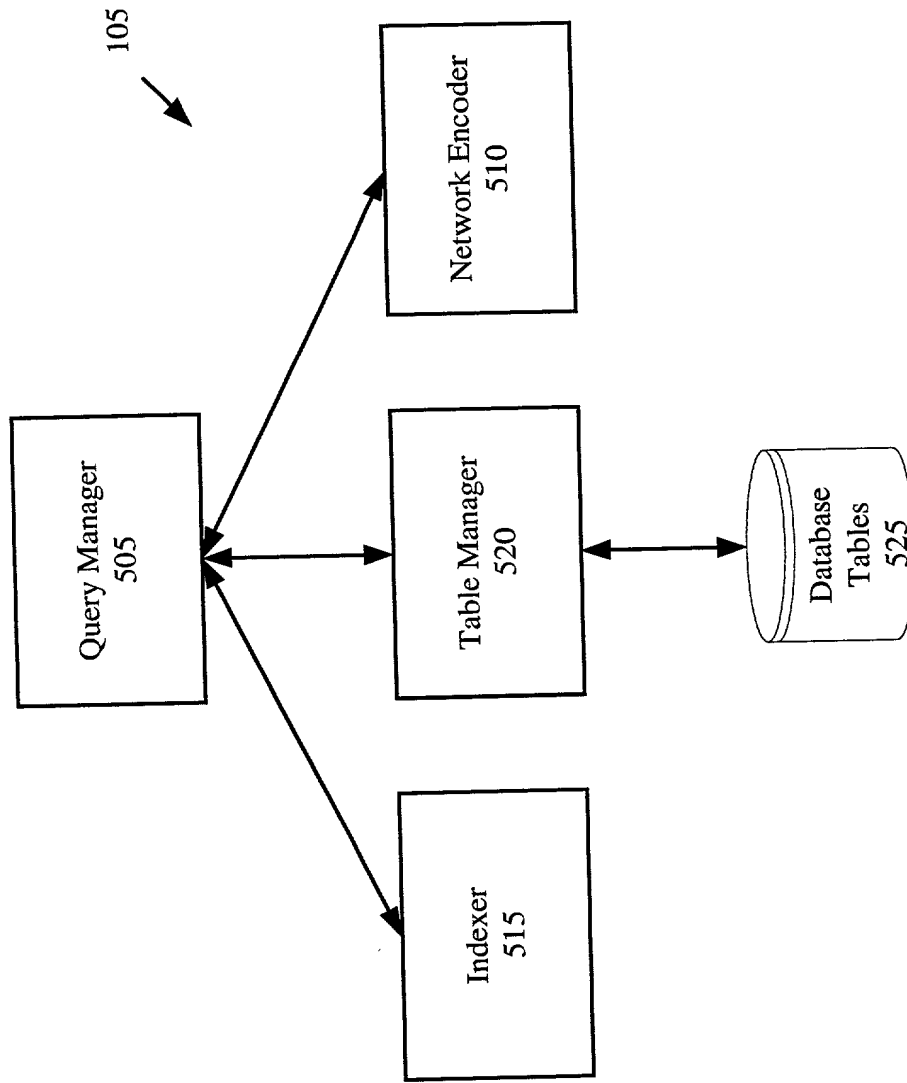 105
Query Manager
505
Indexer
515
Table Manager
520
Network Encoder
510
Database
Tables
525